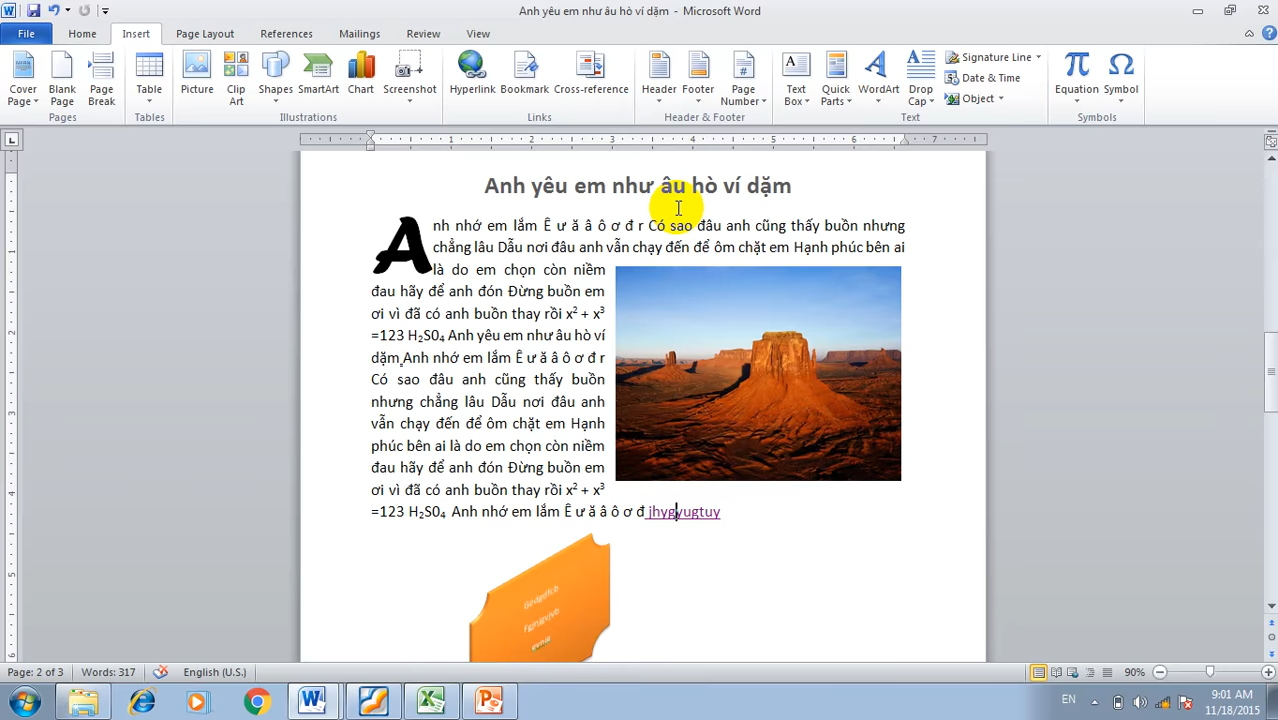 Anh yêu em như âu hò ví dặm - Microsoft Word
File Home Insert Page Layout References Mailings Review View
Cover Page Blank Page Page Break Table Picture Clip Art Shapes SmartArt Chart Screenshot Hyperlink Bookmark Cross-reference Header Footer Page Number Text Box Quick Parts WordArt Drop Cap Signature Line Date & Time Object Equation Symbol
Pages Tables Illustrations Links Header & Footer Text Symbols
1 2 3 4 5 6 7
Anh yêu em như âu hò ví dặm
Anh nhớ em lắm Ê ư ă â ô ơ đ r Có sao đâu anh cũng thấy buồn nhưng
chẳng lâu Dẫu nơi đâu anh vẫn chạy đến để ôm chặt em Hạnh phúc bên ai
là do em chọn còn niềm
đau hãy để anh đón Đừng buồn em
ơi vì đã có anh buồn thay rồi x² + x³
=123 H₂S0₄ Anh yêu em như âu hò ví
dặm Anh nhớ em lắm Ê ư ă â ô ơ đ r
Có sao đâu anh cũng thấy buồn
nhưng chẳng lâu Dẫu nơi đâu anh
vẫn chạy đến để ôm chặt em Hạnh
phúc bên ai là do em chọn còn niềm
đau hãy để anh đón Đừng buồn em
ơi vì đã có anh buồn thay rồi x² + x³
=123 H₂S0₄ Anh nhớ em lắm Ê ư ă â ô ơ đ jhygyugtuy
Page: 2 of 3 Words: 317 English (U.S.) 90%
EN 9:01 AM
11/18/2015